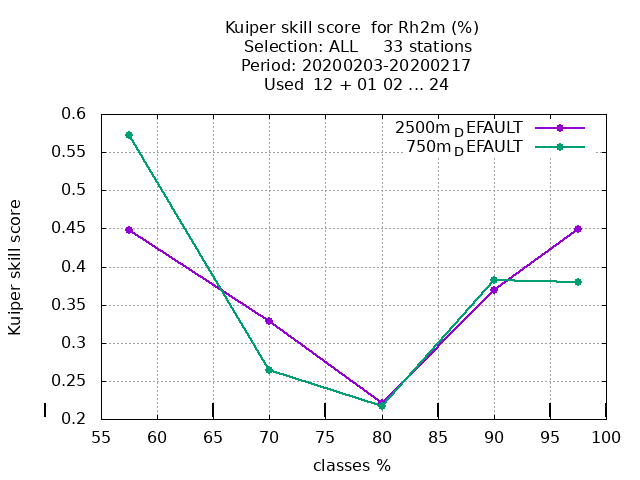 Kuiper skill score  for Rh2m (%)
Selection: ALL     33 stations
Period: 20200203-20200217
Used  12 + 01 02 ... 24
2500m_DEFAULT
750m_DEFAULT
Kuiper skill score
0.6
0.55
0.5
0.45
0.4
0.35
0.3
0.25
0.2
55 60 65 70 75 80 85 90 95 100
classes %